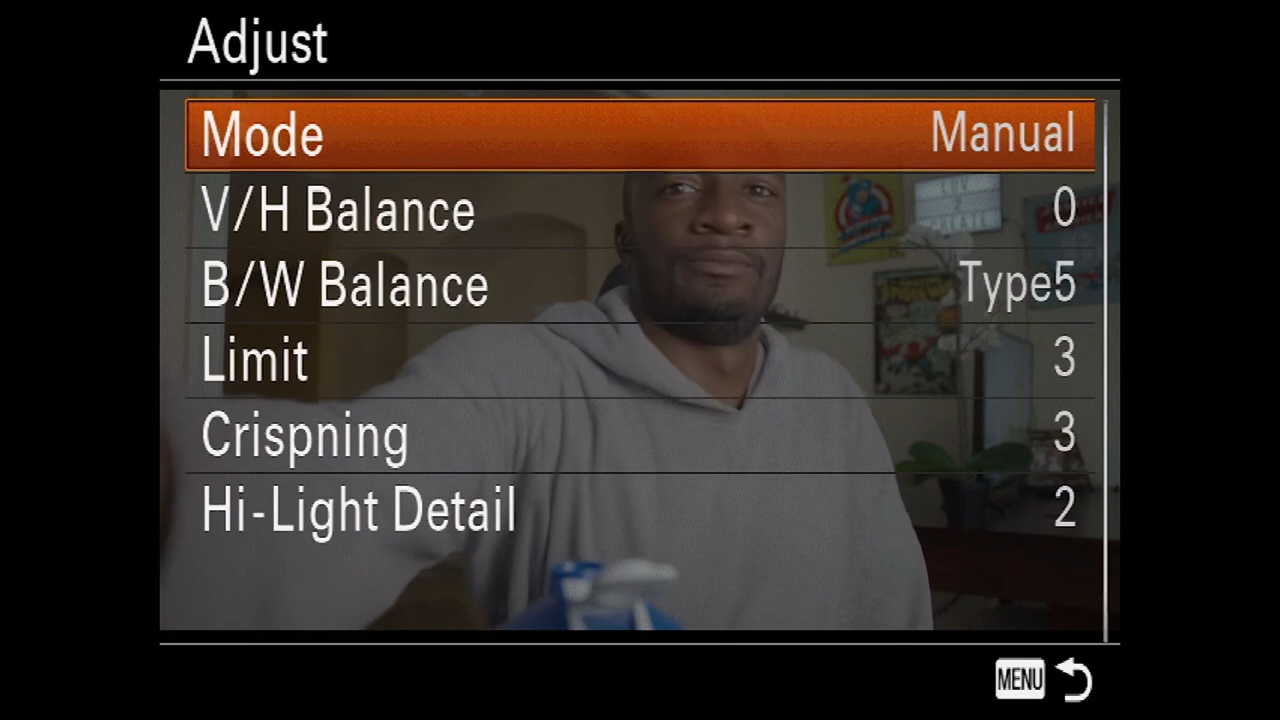 Adjust
Mode Manual
V/H Balance 0
B/W Balance Type5
Limit 3
Crispning 3
Hi-Light Detail 2
MENU